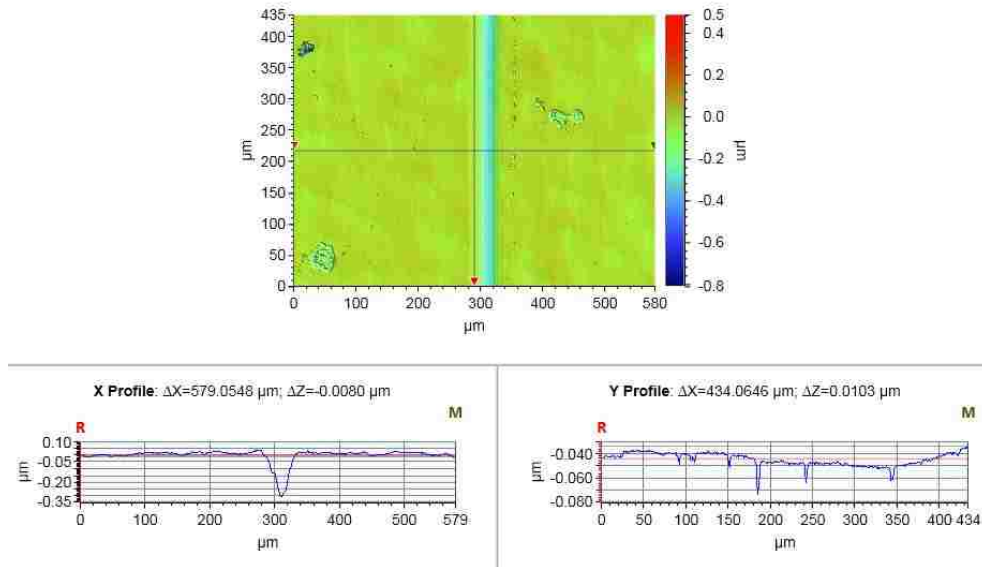 435
400
350
300
250
200
150
100
50
0
µm
0 100 200 300 400 500 580
µm
0.5
0.4
0.2
0.0
-0.2
-0.4
-0.6
-0.8
µm
X Profile: ΔX=579.0548 µm; ΔZ=-0.0080 µm
M
R
0.10
-0.05
-0.20
-0.35
µm
0 100 200 300 400 500 579
µm
Y Profile: ΔX=434.0646 µm; ΔZ=0.0103 µm
M
R
-0.040
-0.060
-0.080
µm
0 50 100 150 200 250 300 350 400 434
µm